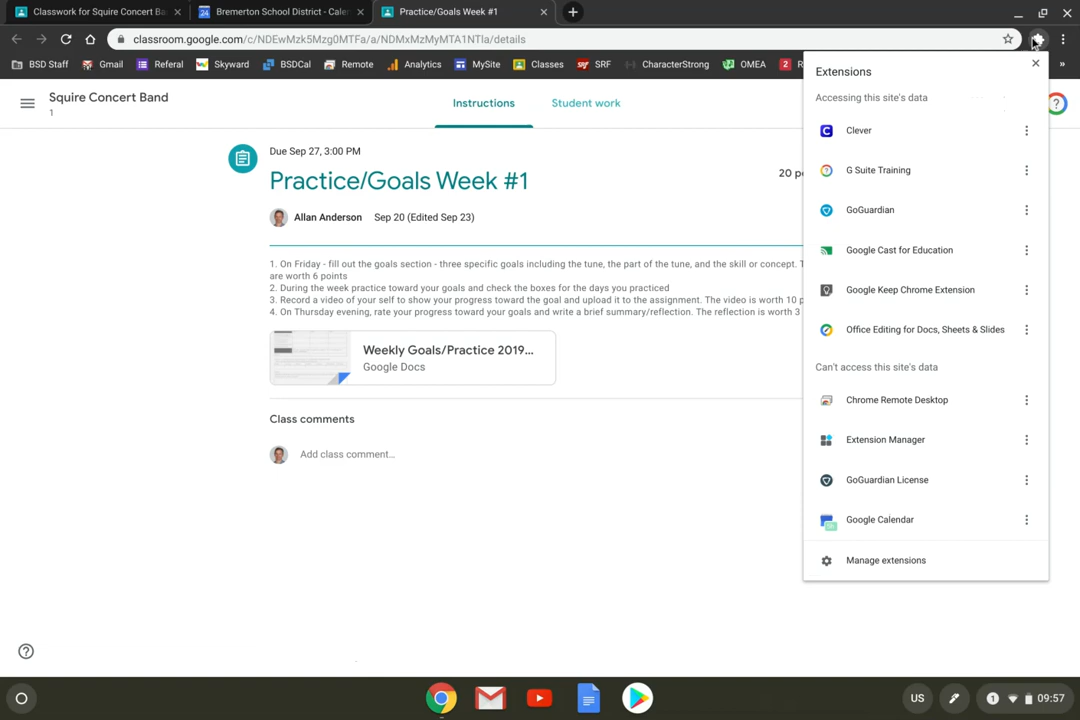 Classwork for Squire Concert Ba
24
Bremerton School District - Cale
Practice/Goals Week #1
classroom.google.com/c/NDEwMzk5Mzg0MTFa/a/NDMxMzMyMTA1NTla/details
BSD Staff
Gmail
Referal
Skyward
BSDCal
Remote
Analytics
MySite
Classes
SRF
CharacterStrong
OMEA
2
R
»
Squire Concert Band
1
Instructions
Student work
?
Due Sep 27, 3:00 PM
Practice/Goals Week #1
20 po
Allan Anderson Sep 20 (Edited Sep 23)
1. On Friday - fill out the goals section - three specific goals including the tune, the part of the tune, and the skill or concept. T
are worth 6 points
2. During the week practice toward your goals and check the boxes for the days you practiced
3. Record a video of your self to show your progress toward the goal and upload it to the assignment. The video is worth 10 p
4. On Thursday evening, rate your progress toward your goals and write a brief summary/reflection. The reflection is worth 3
Weekly Goals/Practice 2019...
Google Docs
Class comments
Add class comment…
Extensions
Accessing this site's data
C
Clever
?
G Suite Training
GoGuardian
Google Cast for Education
Google Keep Chrome Extension
Office Editing for Docs, Sheets & Slides
Can't access this site's data
Chrome Remote Desktop
Extension Manager
GoGuardian License
Google Calendar
Manage extensions
?
US
1
09:57